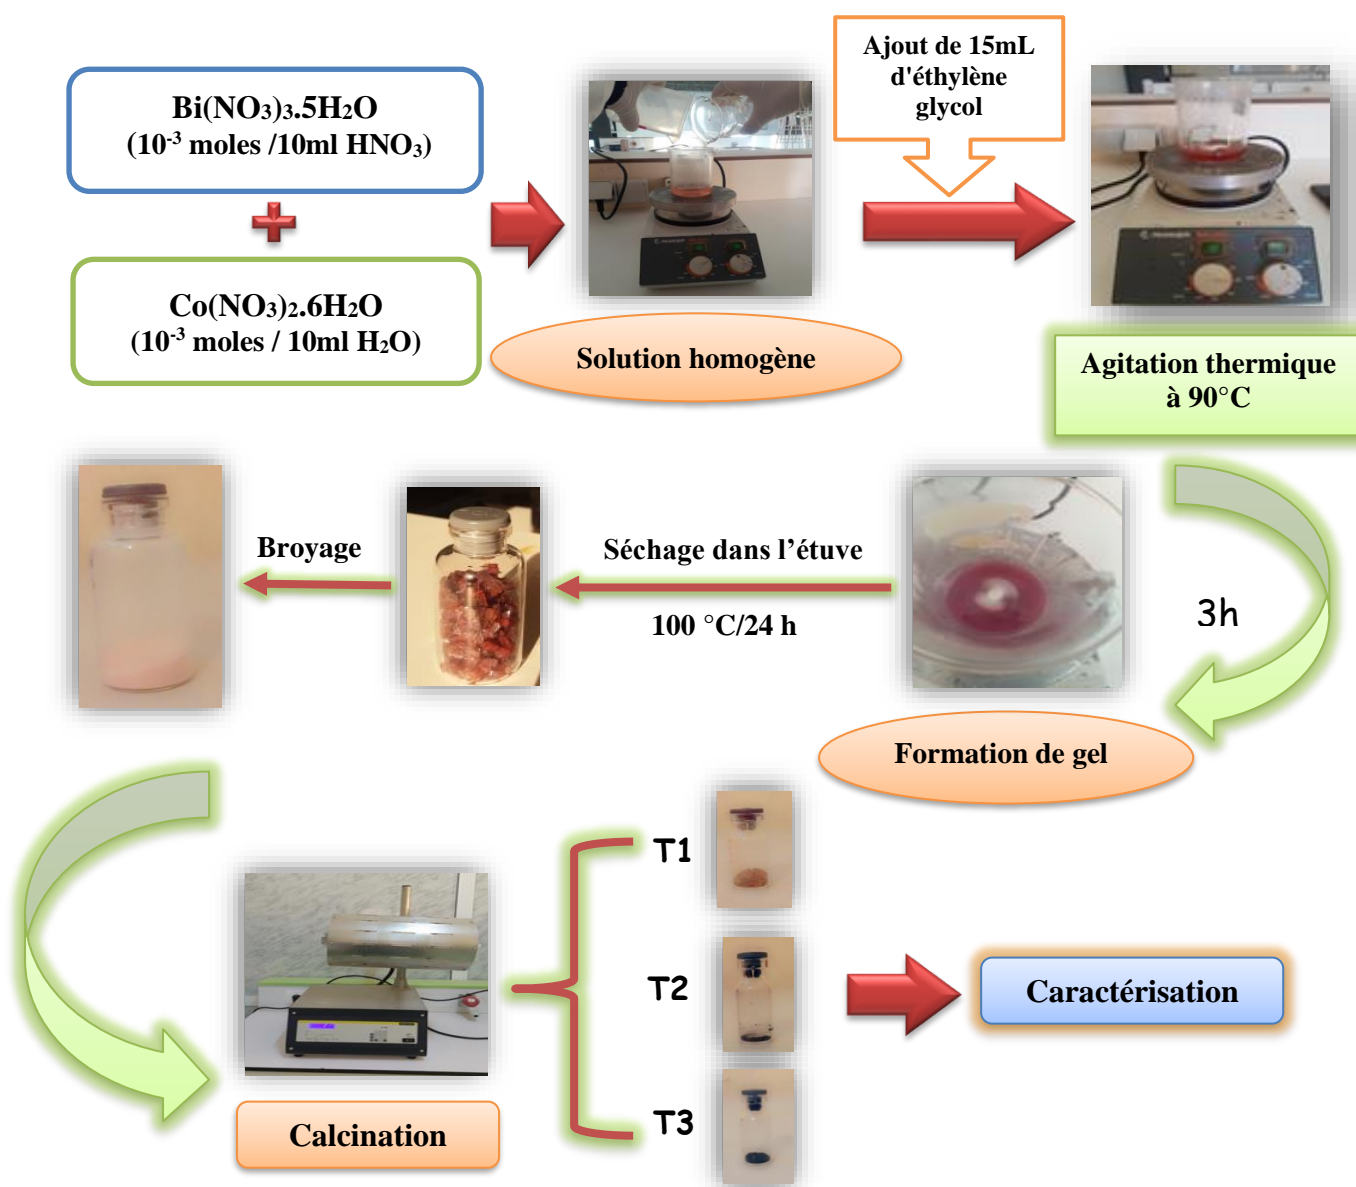 Bi(NO₃)₃.5H₂O
(10⁻³ moles /10ml HNO₃)
Co(NO₃)₂.6H₂O
(10⁻³ moles / 10ml H₂O)
Solution homogène
Ajout de 15mL
d'éthylène
glycol
Agitation thermique
à 90°C
3h
Formation de gel
Séchage dans l’étuve
100 °C/24 h
Broyage
Calcination
T1
T2
T3
Caractérisation